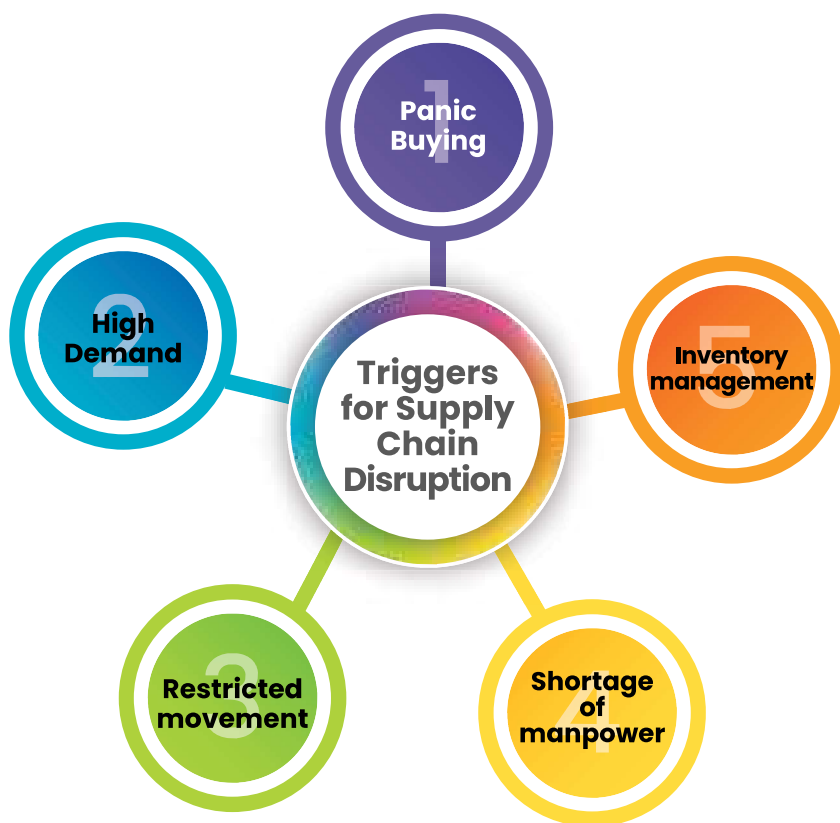 1
Panic
Buying
2
High
Demand
Triggers
for Supply
Chain
Disruption
5
Inventory
management
3
Restricted
movement
4
Shortage
of
manpower